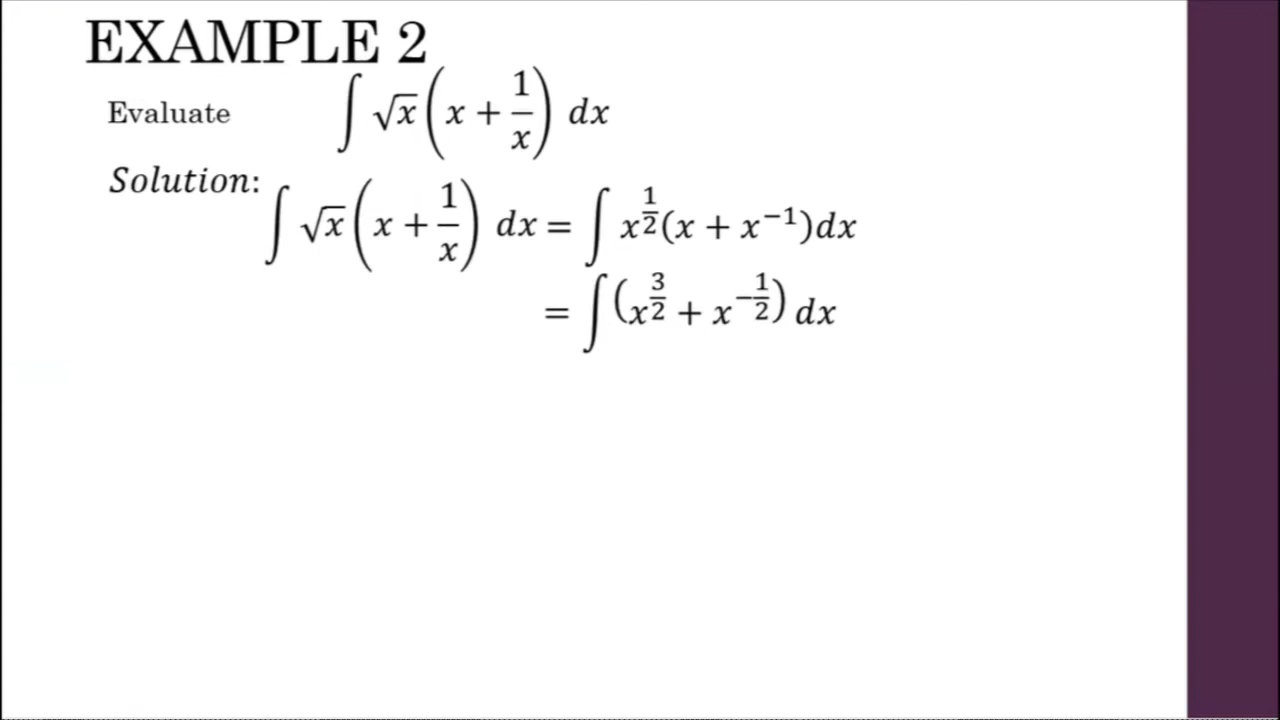 EXAMPLE 2
Evaluate ∫ √x (x + 1/x) dx
Solution:
∫ √x (x + 1/x) dx = ∫ x^(1/2) (x + x⁻¹)dx
= ∫ (x^(3/2) + x^(−1/2)) dx